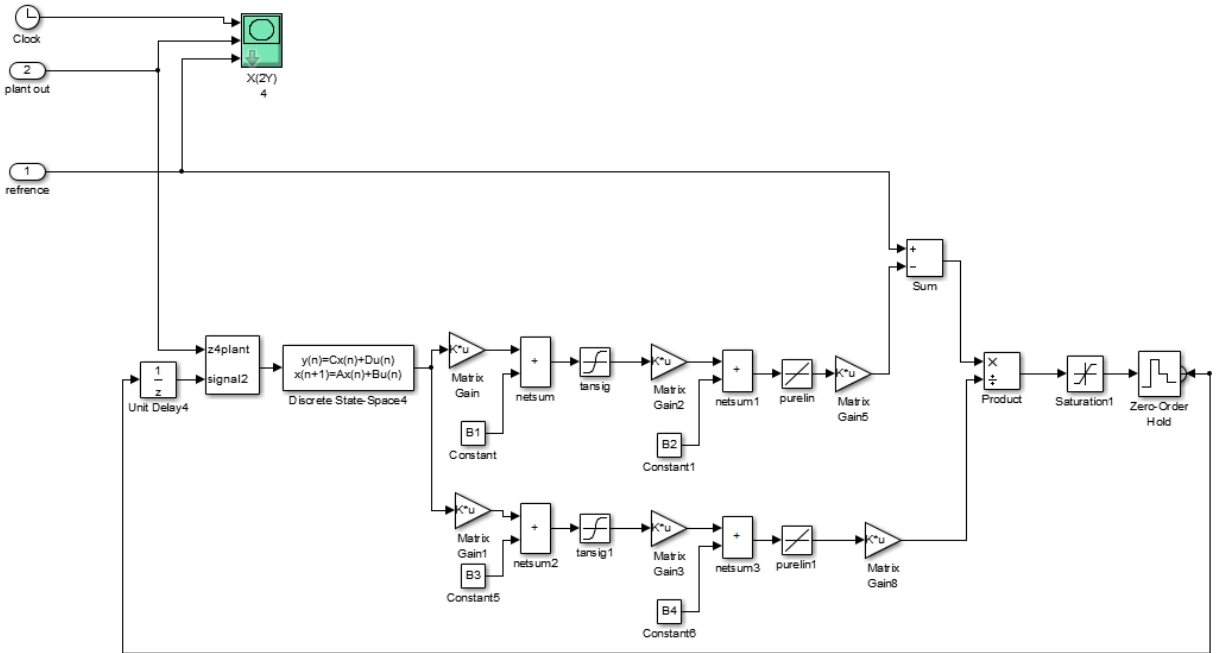 Clock
2
plant out
X(2Y)
4
1
refrence
+
−
Sum
z4plant
signal2
1
z
Unit Delay4
y(n)=Cx(n)+Du(n)
x(n+1)=Ax(n)+Bu(n)
Discrete State-Space4
K*u
Matrix
Gain
+
netsum
tansig
K*u
Matrix
Gain2
+
netsum1
purelin
K*u
Matrix
Gain5
×
÷
Product
Saturation1
Zero-Order
Hold
B1
Constant
B2
Constant1
K*u
Matrix
Gain1
+
netsum2
tansig1
K*u
Matrix
Gain3
+
netsum3
purelin1
K*u
Matrix
Gain8
B3
Constant5
B4
Constant6